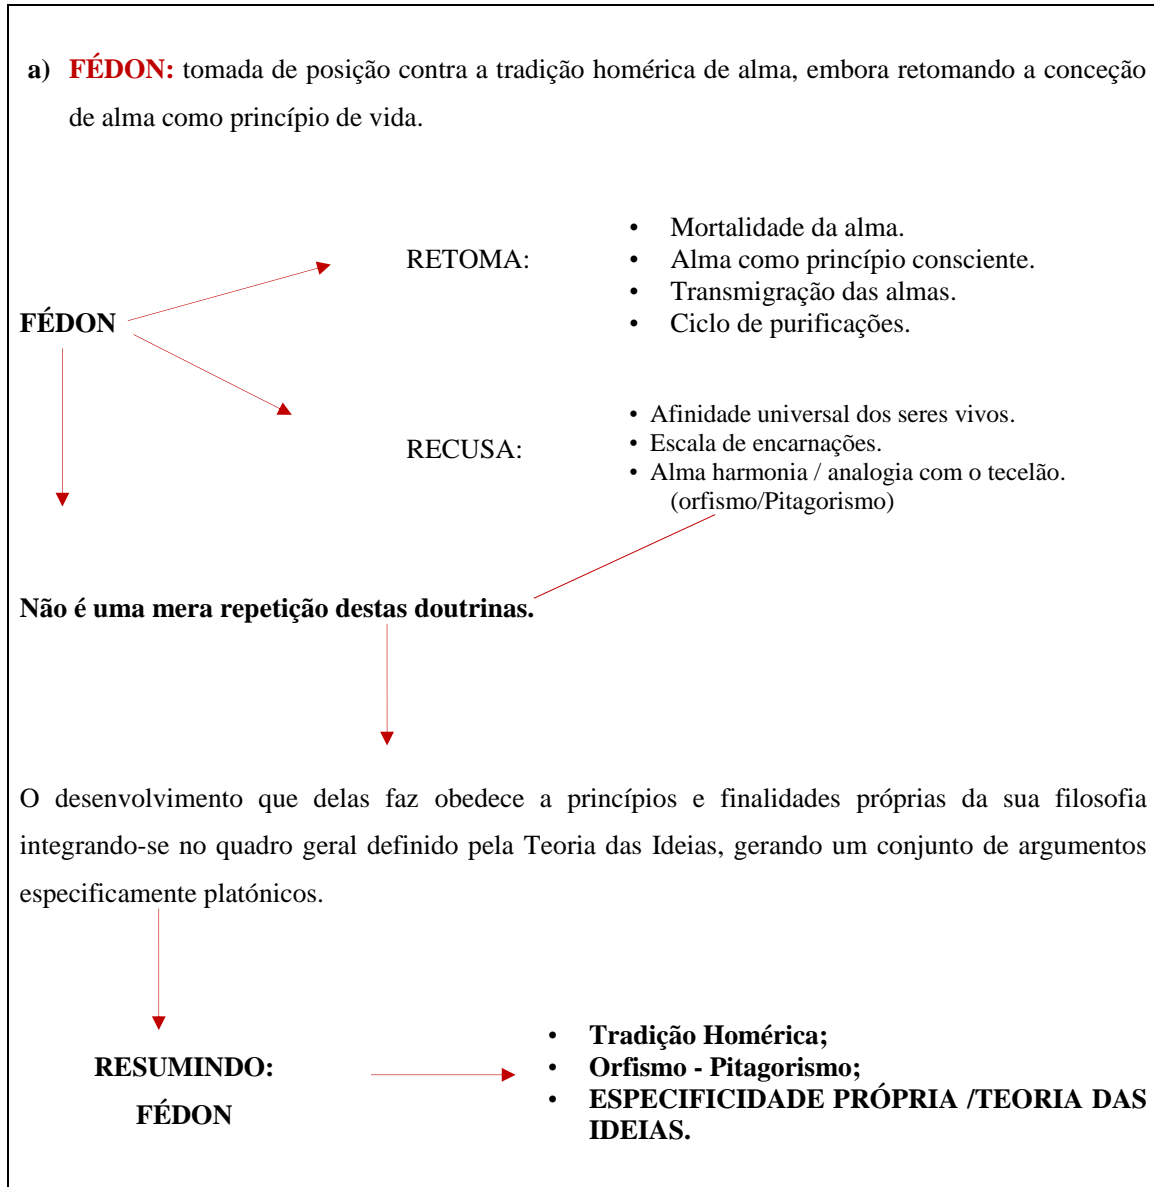 a) FÉDON: tomada de posição contra a tradição homérica de alma, embora retomando a conceção
de alma como princípio de vida.
RETOMA:
• Mortalidade da alma.
• Alma como princípio consciente.
• Transmigração das almas.
• Ciclo de purificações.
FÉDON
RECUSA:
• Afinidade universal dos seres vivos.
• Escala de encarnações.
• Alma harmonia / analogia com o tecelão.
(orfismo/Pitagorismo)
Não é uma mera repetição destas doutrinas.
O desenvolvimento que delas faz obedece a princípios e finalidades próprias da sua filosofia
integrando-se no quadro geral definido pela Teoria das Ideias, gerando um conjunto de argumentos
especificamente platónicos.
RESUMINDO:
FÉDON
• Tradição Homérica;
• Orfismo - Pitagorismo;
• ESPECIFICIDADE PRÓPRIA /TEORIA DAS
IDEIAS.